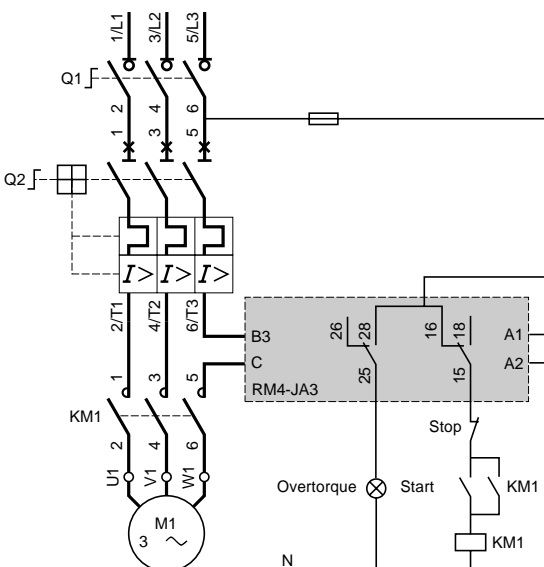 1/L1 3/L2 5/L3
Q1
2 4 6
1 3 5
Q2
I> I> I>
2/T1 4/T2 6/T3
B3
C
26 28 16 18
25 15
A1
A2
RM4-JA3
1 3 5
KM1
2 4 6
U1 V1 W1
Stop
Overtorque Start KM1
M1
3
KM1
N